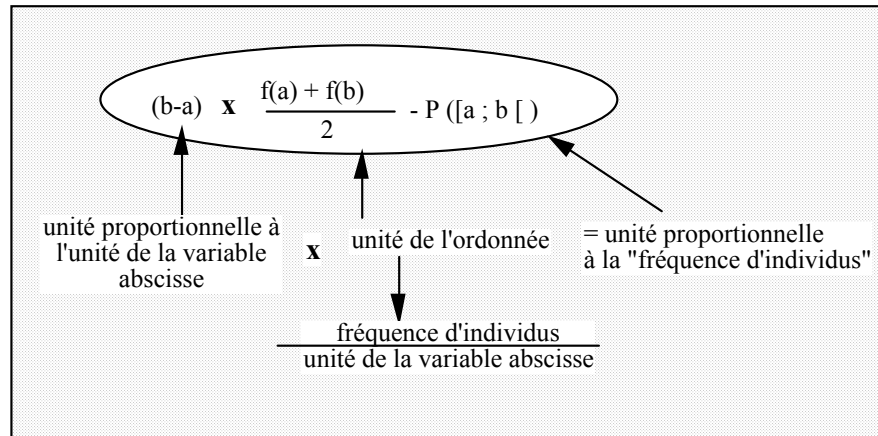 (b-a) x f(a) + f(b)
2
- P ([a ; b [ )
unité proportionnelle à
l'unité de la variable
abscisse
x
unité de l'ordonnée
= unité proportionnelle
à la "fréquence d'individus"
fréquence d'individus
unité de la variable abscisse